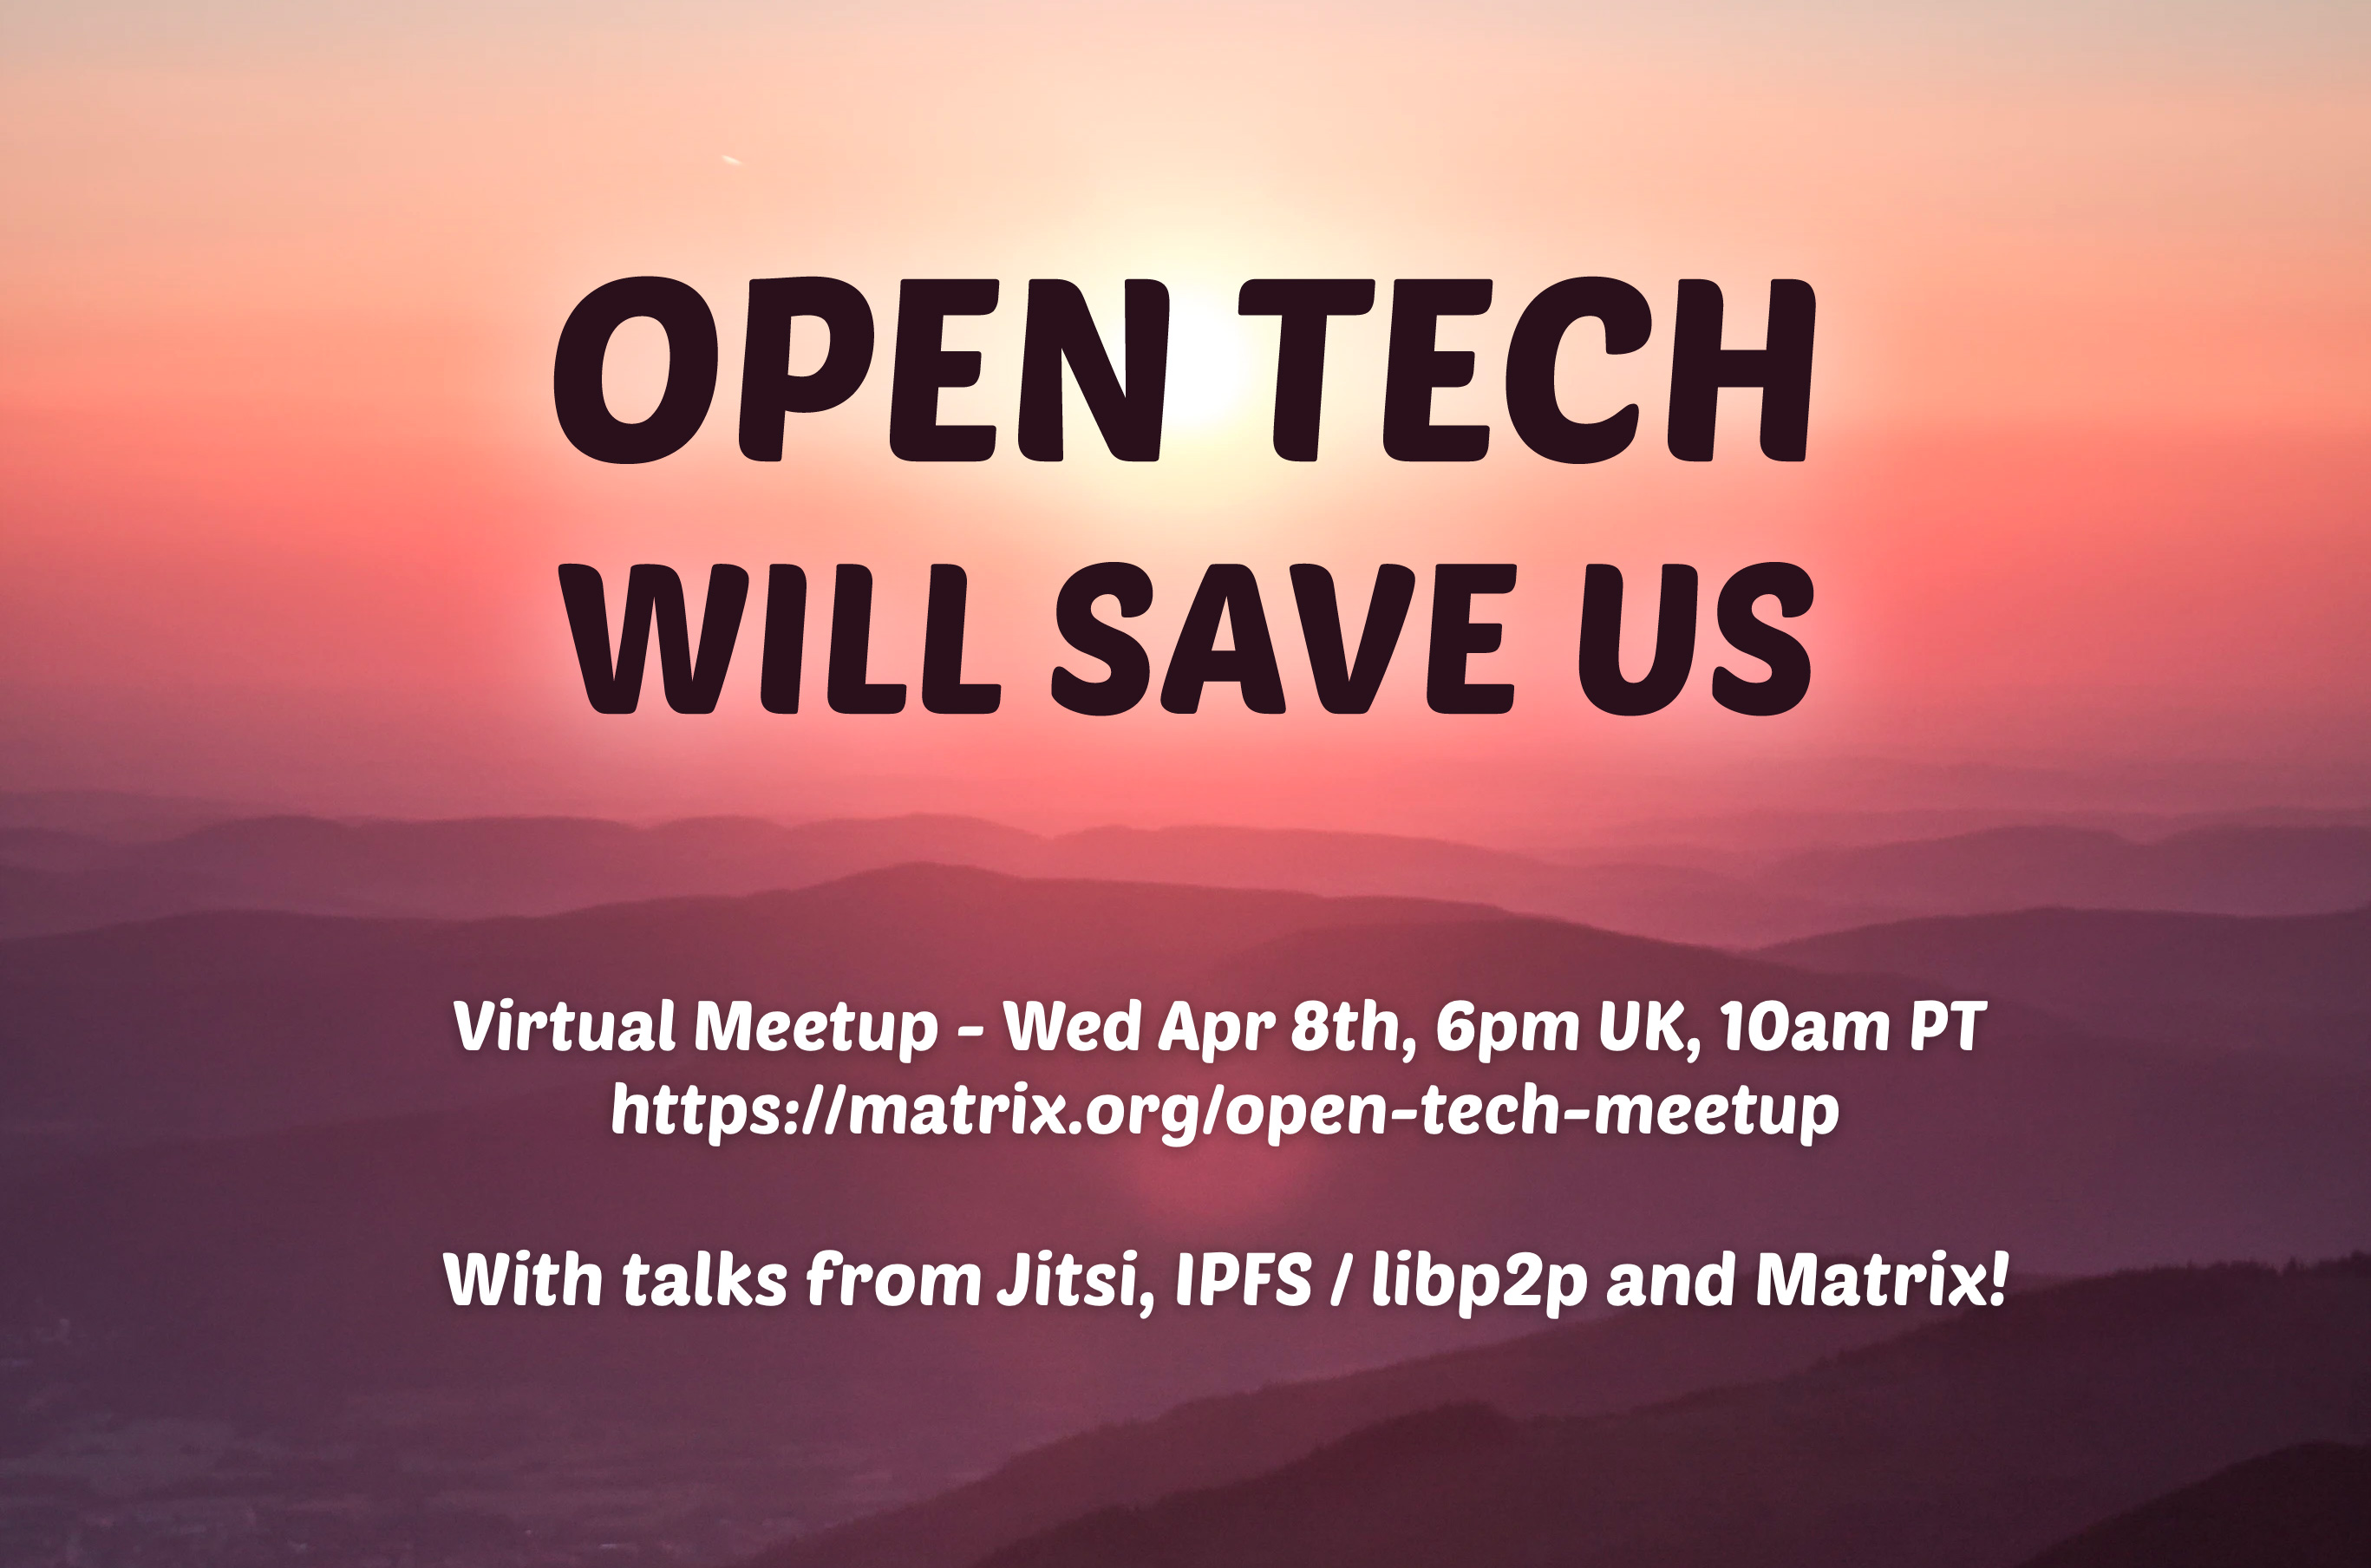 OPEN TECH
WILL SAVE US
Virtual Meetup - Wed Apr 8th, 6pm UK, 10am PT
https://matrix.org/open-tech-meetup
With talks from Jitsi, IPFS / libp2p and Matrix!